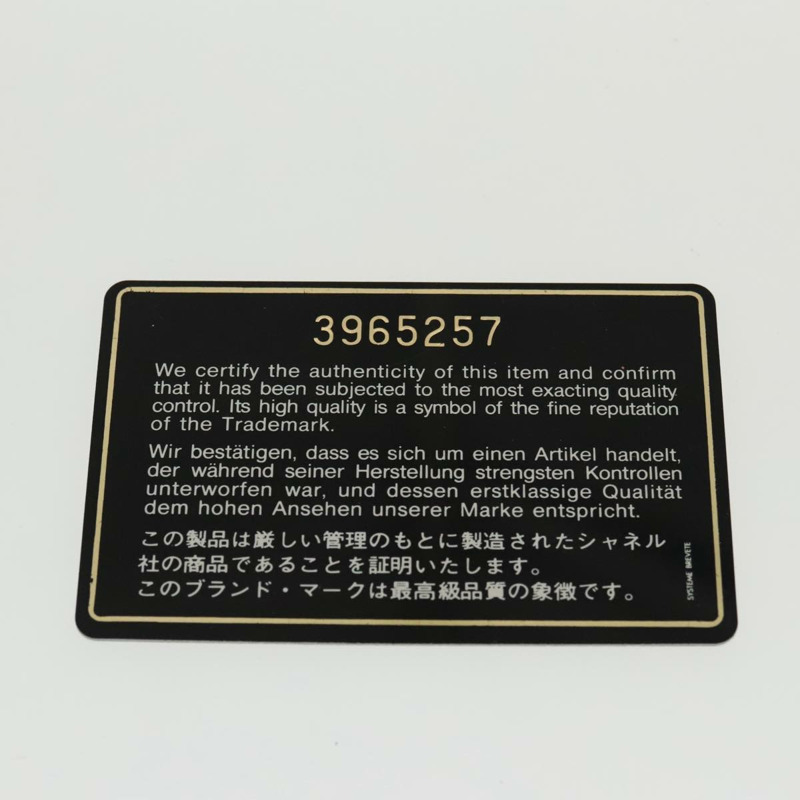 3965257
We certify the authenticity of this item and confirm
that it has been subjected to the most exacting quality
control. Its high quality is a symbol of the fine reputation
of the Trademark.
Wir bestätigen, dass es sich um einen Artikel handelt,
der während seiner Herstellung strengsten Kontrollen
unterworfen war, und dessen erstklassige Qualität
dem hohen Ansehen unserer Marke entspricht.
この製品は厳しい管理のもとに製造されたシャネル
社の商品であることを証明いたします。
このブランド・マークは最高級品質の象徴です。
SYSTEME BREVETE